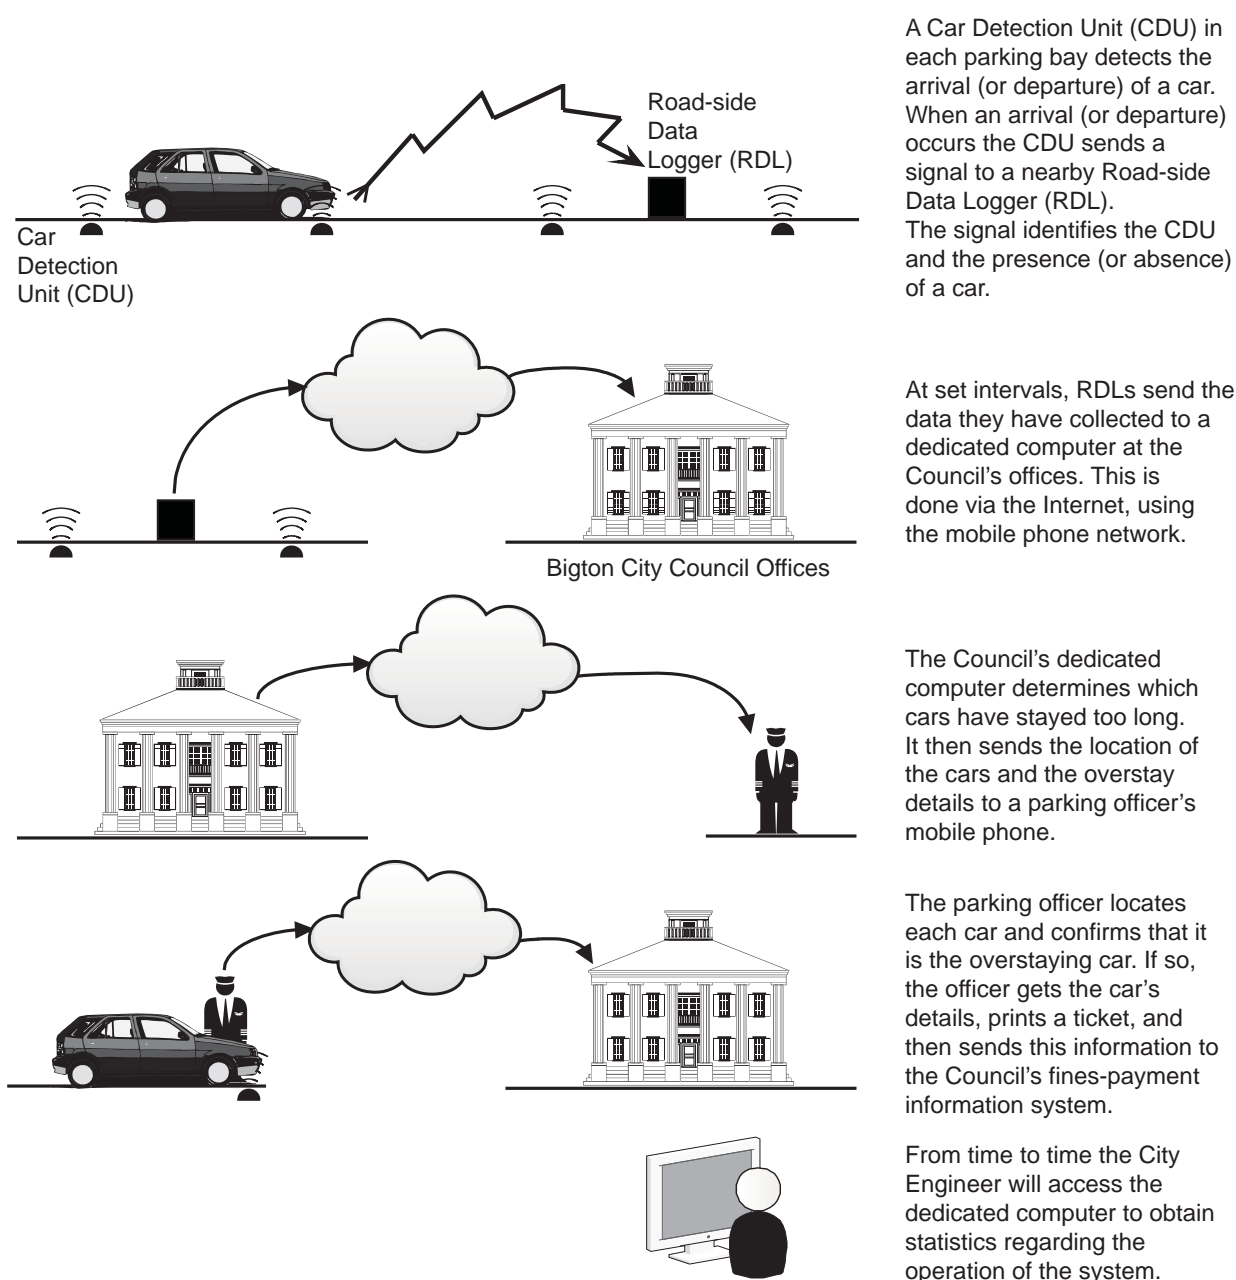 A Car Detection Unit (CDU) in
each parking bay detects the
arrival (or departure) of a car.
When an arrival (or departure)
occurs the CDU sends a
signal to a nearby Road-side
Data Logger (RDL).
The signal identifies the CDU
and the presence (or absence)
of a car.
Road-side
Data
Logger (RDL)
Car
Detection
Unit (CDU)
At set intervals, RDLs send the
data they have collected to a
dedicated computer at the
Council’s offices. This is
done via the Internet, using
the mobile phone network.
Bigton City Council Offices
The Council’s dedicated
computer determines which
cars have stayed too long.
It then sends the location of
the cars and the overstay
details to a parking officer’s
mobile phone.
The parking officer locates
each car and confirms that it
is the overstaying car. If so,
the officer gets the car’s
details, prints a ticket, and
then sends this information to
the Council’s fines-payment
information system.
From time to time the City
Engineer will access the
dedicated computer to obtain
statistics regarding the
operation of the system.